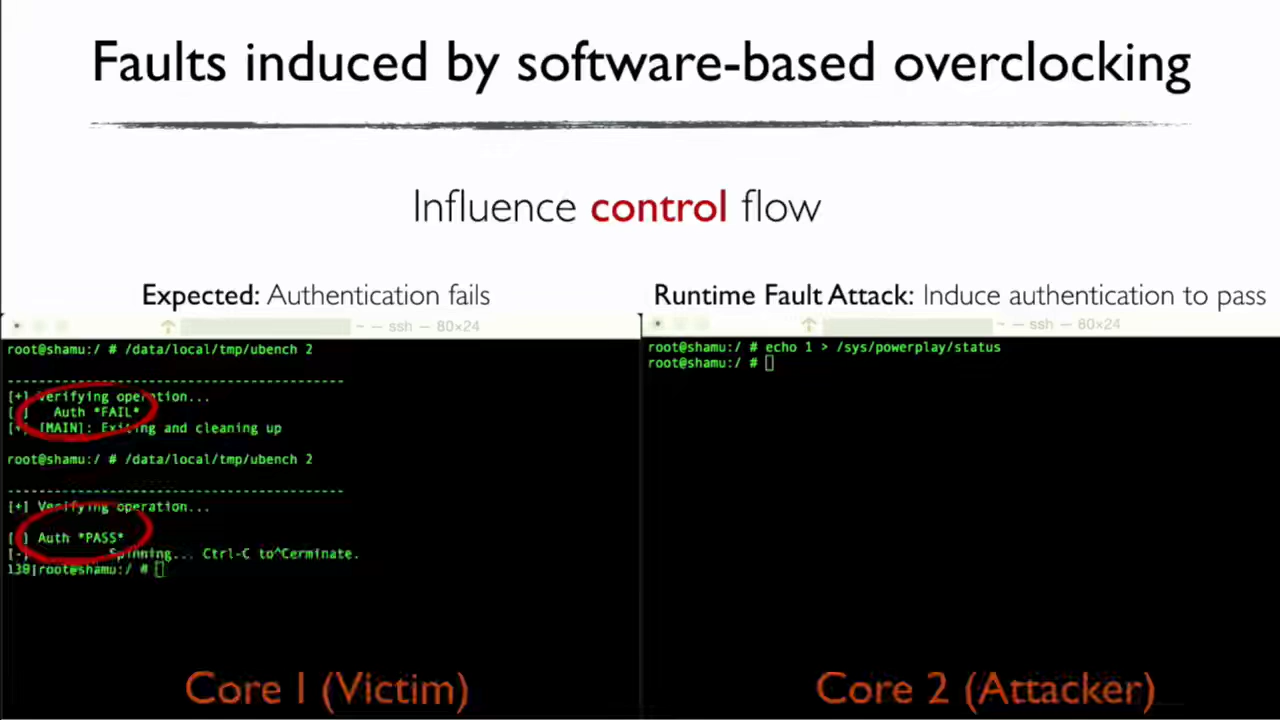 Faults induced by software-based overclocking
Influence control flow
Expected: Authentication fails
Runtime Fault Attack: Induce authentication to pass
~ — ssh — 80×24
root@shamu:/ # /data/local/tmp/ubench 2
----------------------------------------
[+] Verifying operation...
[ ] Auth *FAIL*
[+] [MAIN]: Exiting and cleaning up
root@shamu:/ # /data/local/tmp/ubench 2
----------------------------------------
[+] Verifying operation...
[ ] Auth *PASS*
[-] Spinning... Ctrl-C to^Cerminate.
130|root@shamu:/ #
Core 1 (Victim)
~ — ssh — 80×24
root@shamu:/ # echo 1 > /sys/powerplay/status
root@shamu:/ #
Core 2 (Attacker)